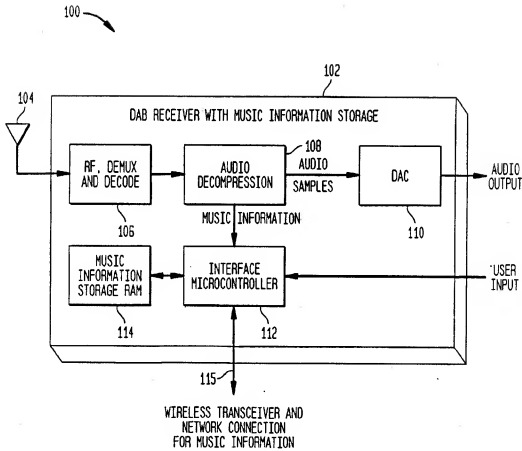 100
102
104
DAB RECEIVER WITH MUSIC INFORMATION STORAGE
108
RF, DEMUX
AND DECODE
106
AUDIO
DECOMPRESSION
AUDIO
SAMPLES
DAC
110
AUDIO
OUTPUT
MUSIC INFORMATION
MUSIC
INFORMATION
STORAGE RAM
114
INTERFACE
MICROCONTROLLER
112
USER
INPUT
115
WIRELESS TRANSCEIVER AND
NETWORK CONNECTION
FOR MUSIC INFORMATION